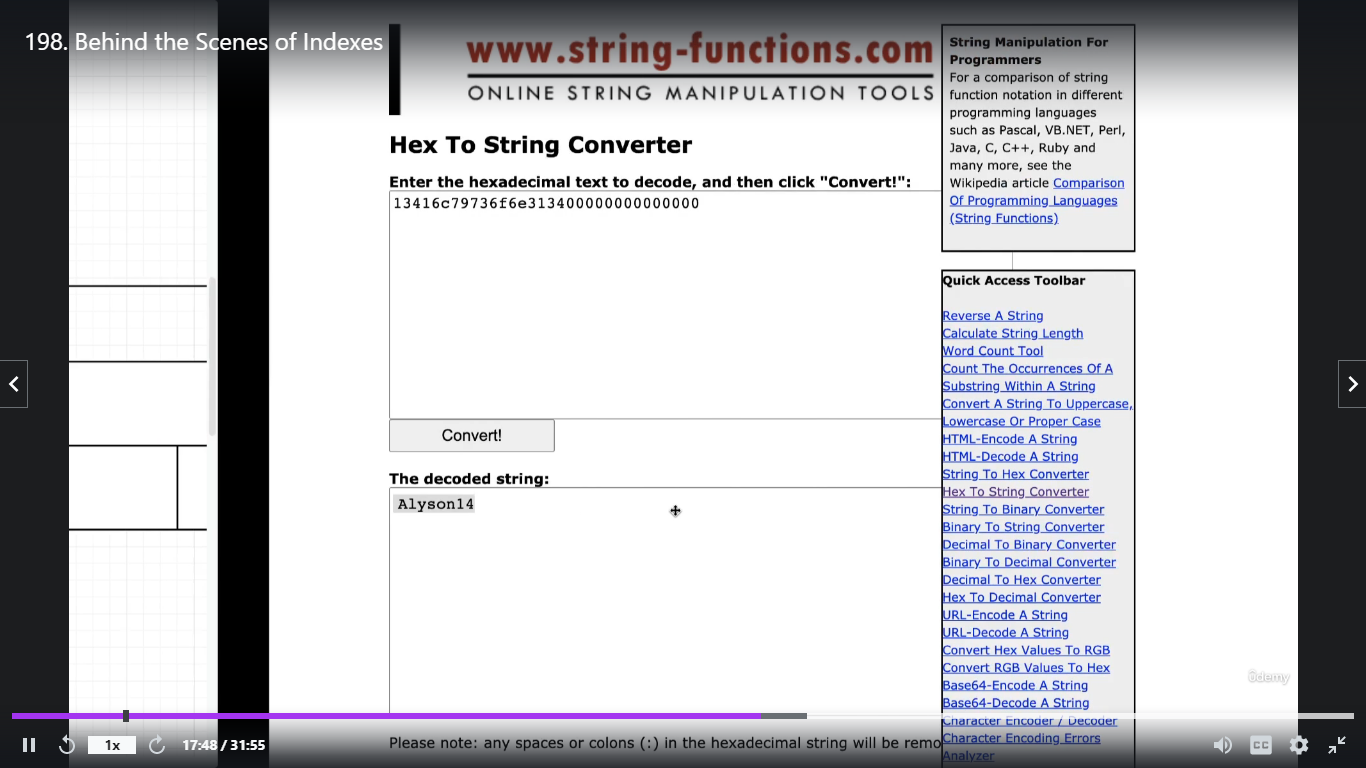 198. Behind the Scenes of Indexes
www.string-functions.com
ONLINE STRING MANIPULATION TOOLS
Hex To String Converter
Enter the hexadecimal text to decode, and then click "Convert!":
13416c79736f6e313400000000000000
Convert!
The decoded string:
Alyson14
Please note: any spaces or colons (:) in the hexadecimal string will be remo
String Manipulation For
Programmers
For a comparison of string
function notation in different
programming languages
such as Pascal, VB.NET, Perl,
Java, C, C++, Ruby and
many more, see the
Wikipedia article Comparison
Of Programming Languages
(String Functions)
Quick Access Toolbar
Reverse A String
Calculate String Length
Word Count Tool
Count The Occurrences Of A
Substring Within A String
Convert A String To Uppercase,
Lowercase Or Proper Case
HTML-Encode A String
HTML-Decode A String
String To Hex Converter
Hex To String Converter
String To Binary Converter
Binary To String Converter
Decimal To Binary Converter
Binary To Decimal Converter
Decimal To Hex Converter
Hex To Decimal Converter
URL-Encode A String
URL-Decode A String
Convert Hex Values To RGB
Convert RGB Values To Hex
Base64-Encode A String
Base64-Decode A String
Character Encoder / Decoder
Character Encoding Errors
Analyzer
ûdemy
5
1x
5
17:48 / 31:55
CC